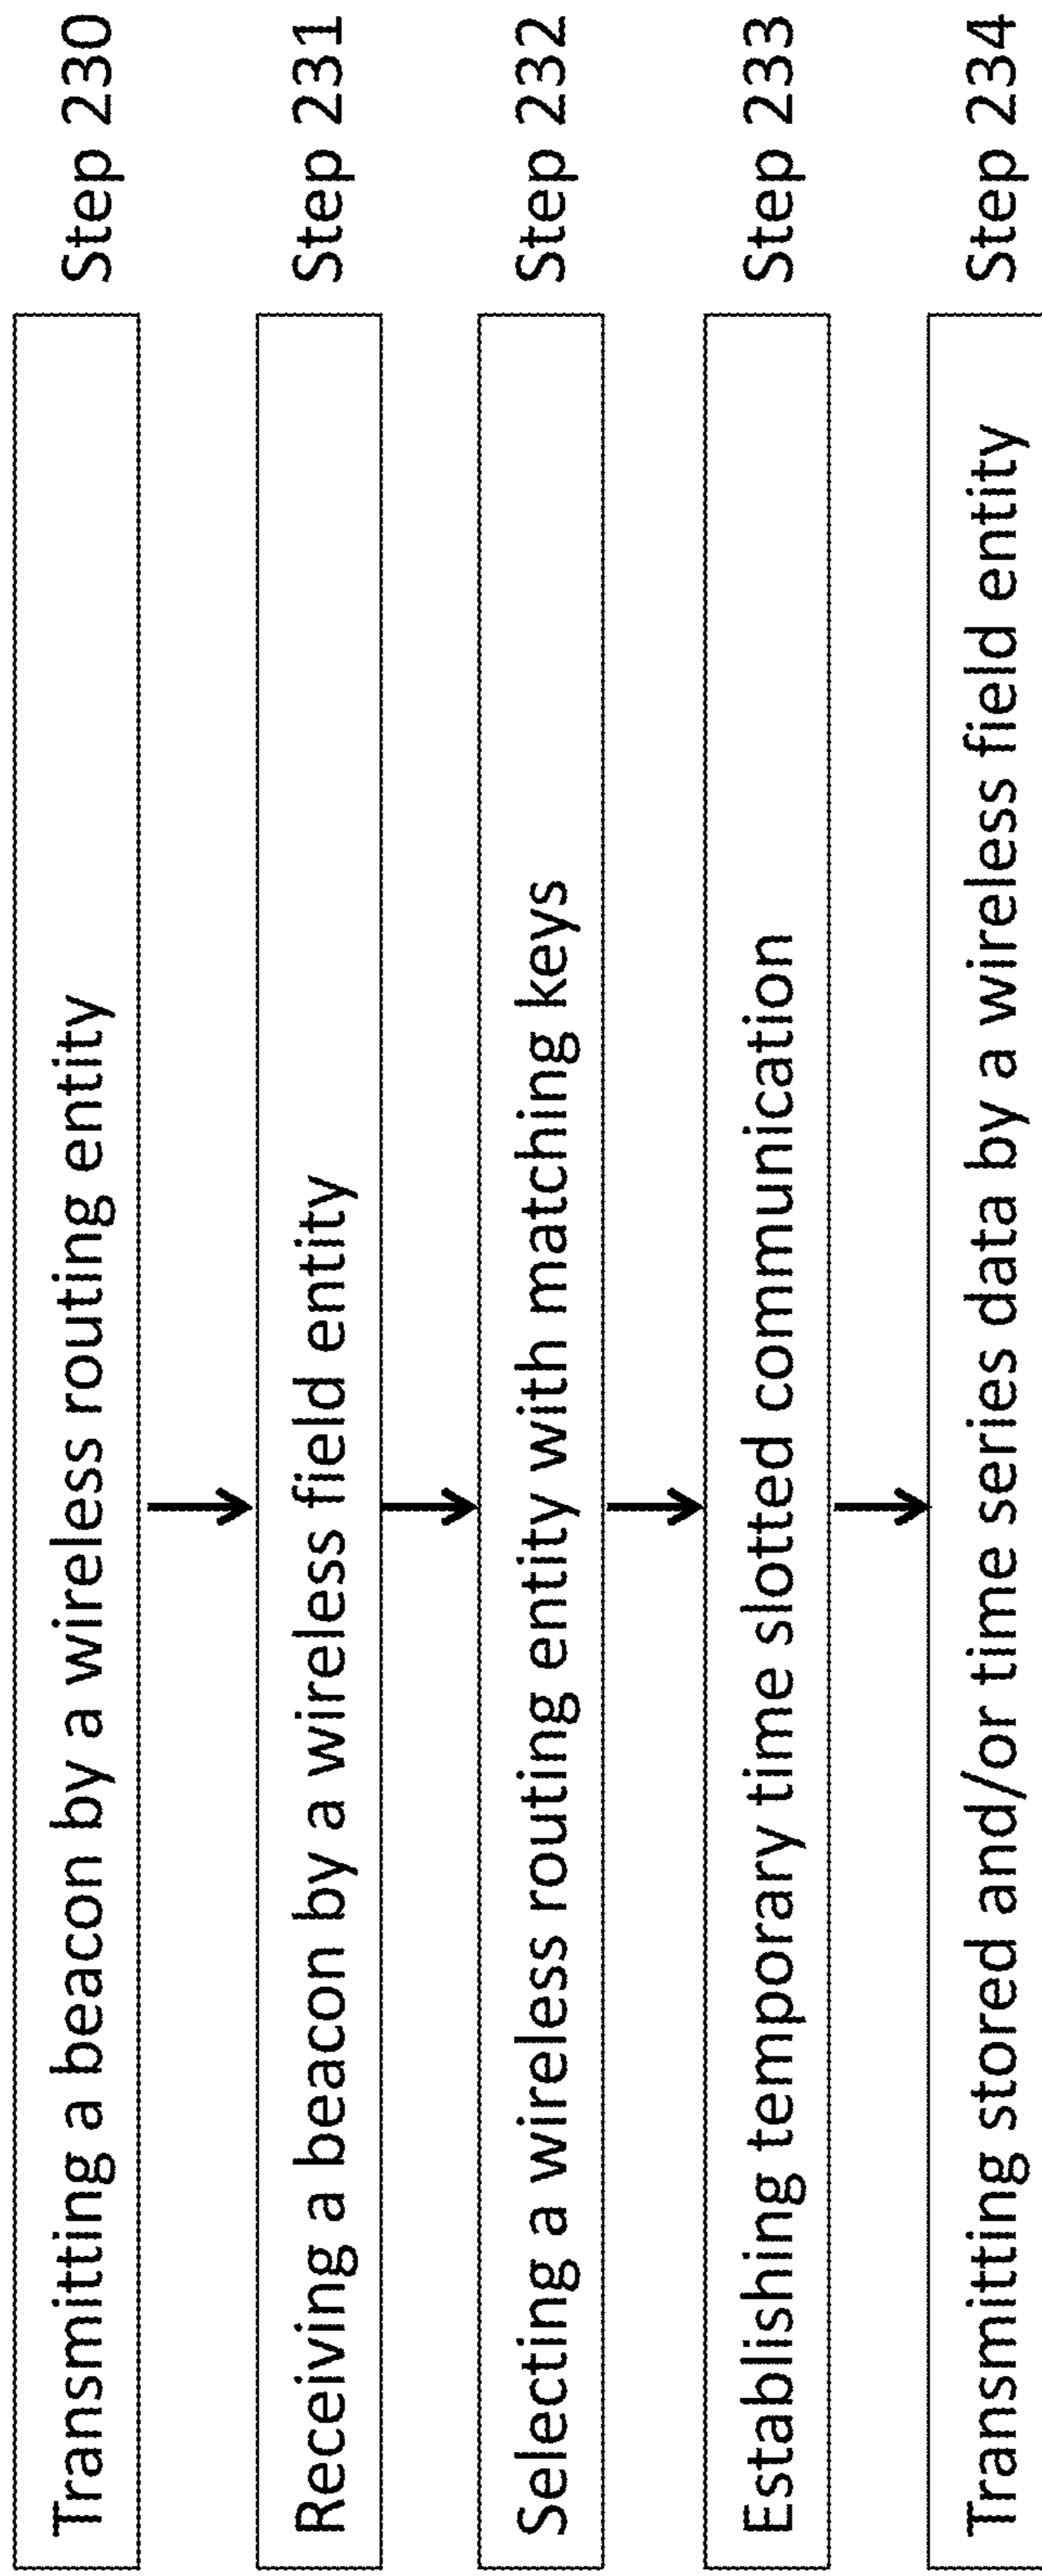 Transmitting a beacon by a wireless routing entity Step 230
Receiving a beacon by a wireless field entity Step 231
Selecting a wireless routing entity with matching keys Step 232
Establishing temporary time slotted communication Step 233
Transmitting stored and/or time series data by a wireless field entity Step 234